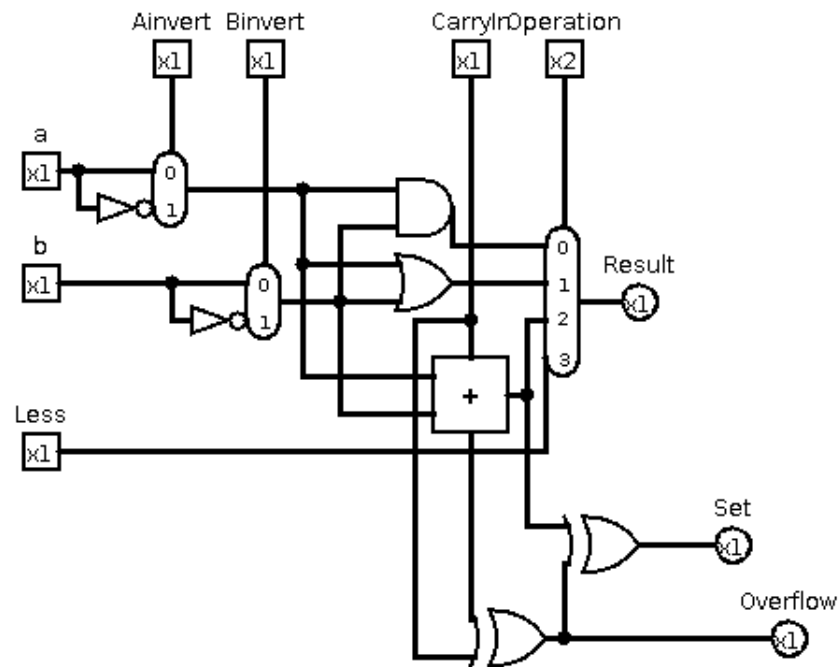 Ainvert Binvert CarryIn Operation
x1 x1 x1 x2
a
x1 0
1
0
b
x1 0
1
1
Result
x1
2
3
+
Less
x1
Set
x1
Overflow
x1